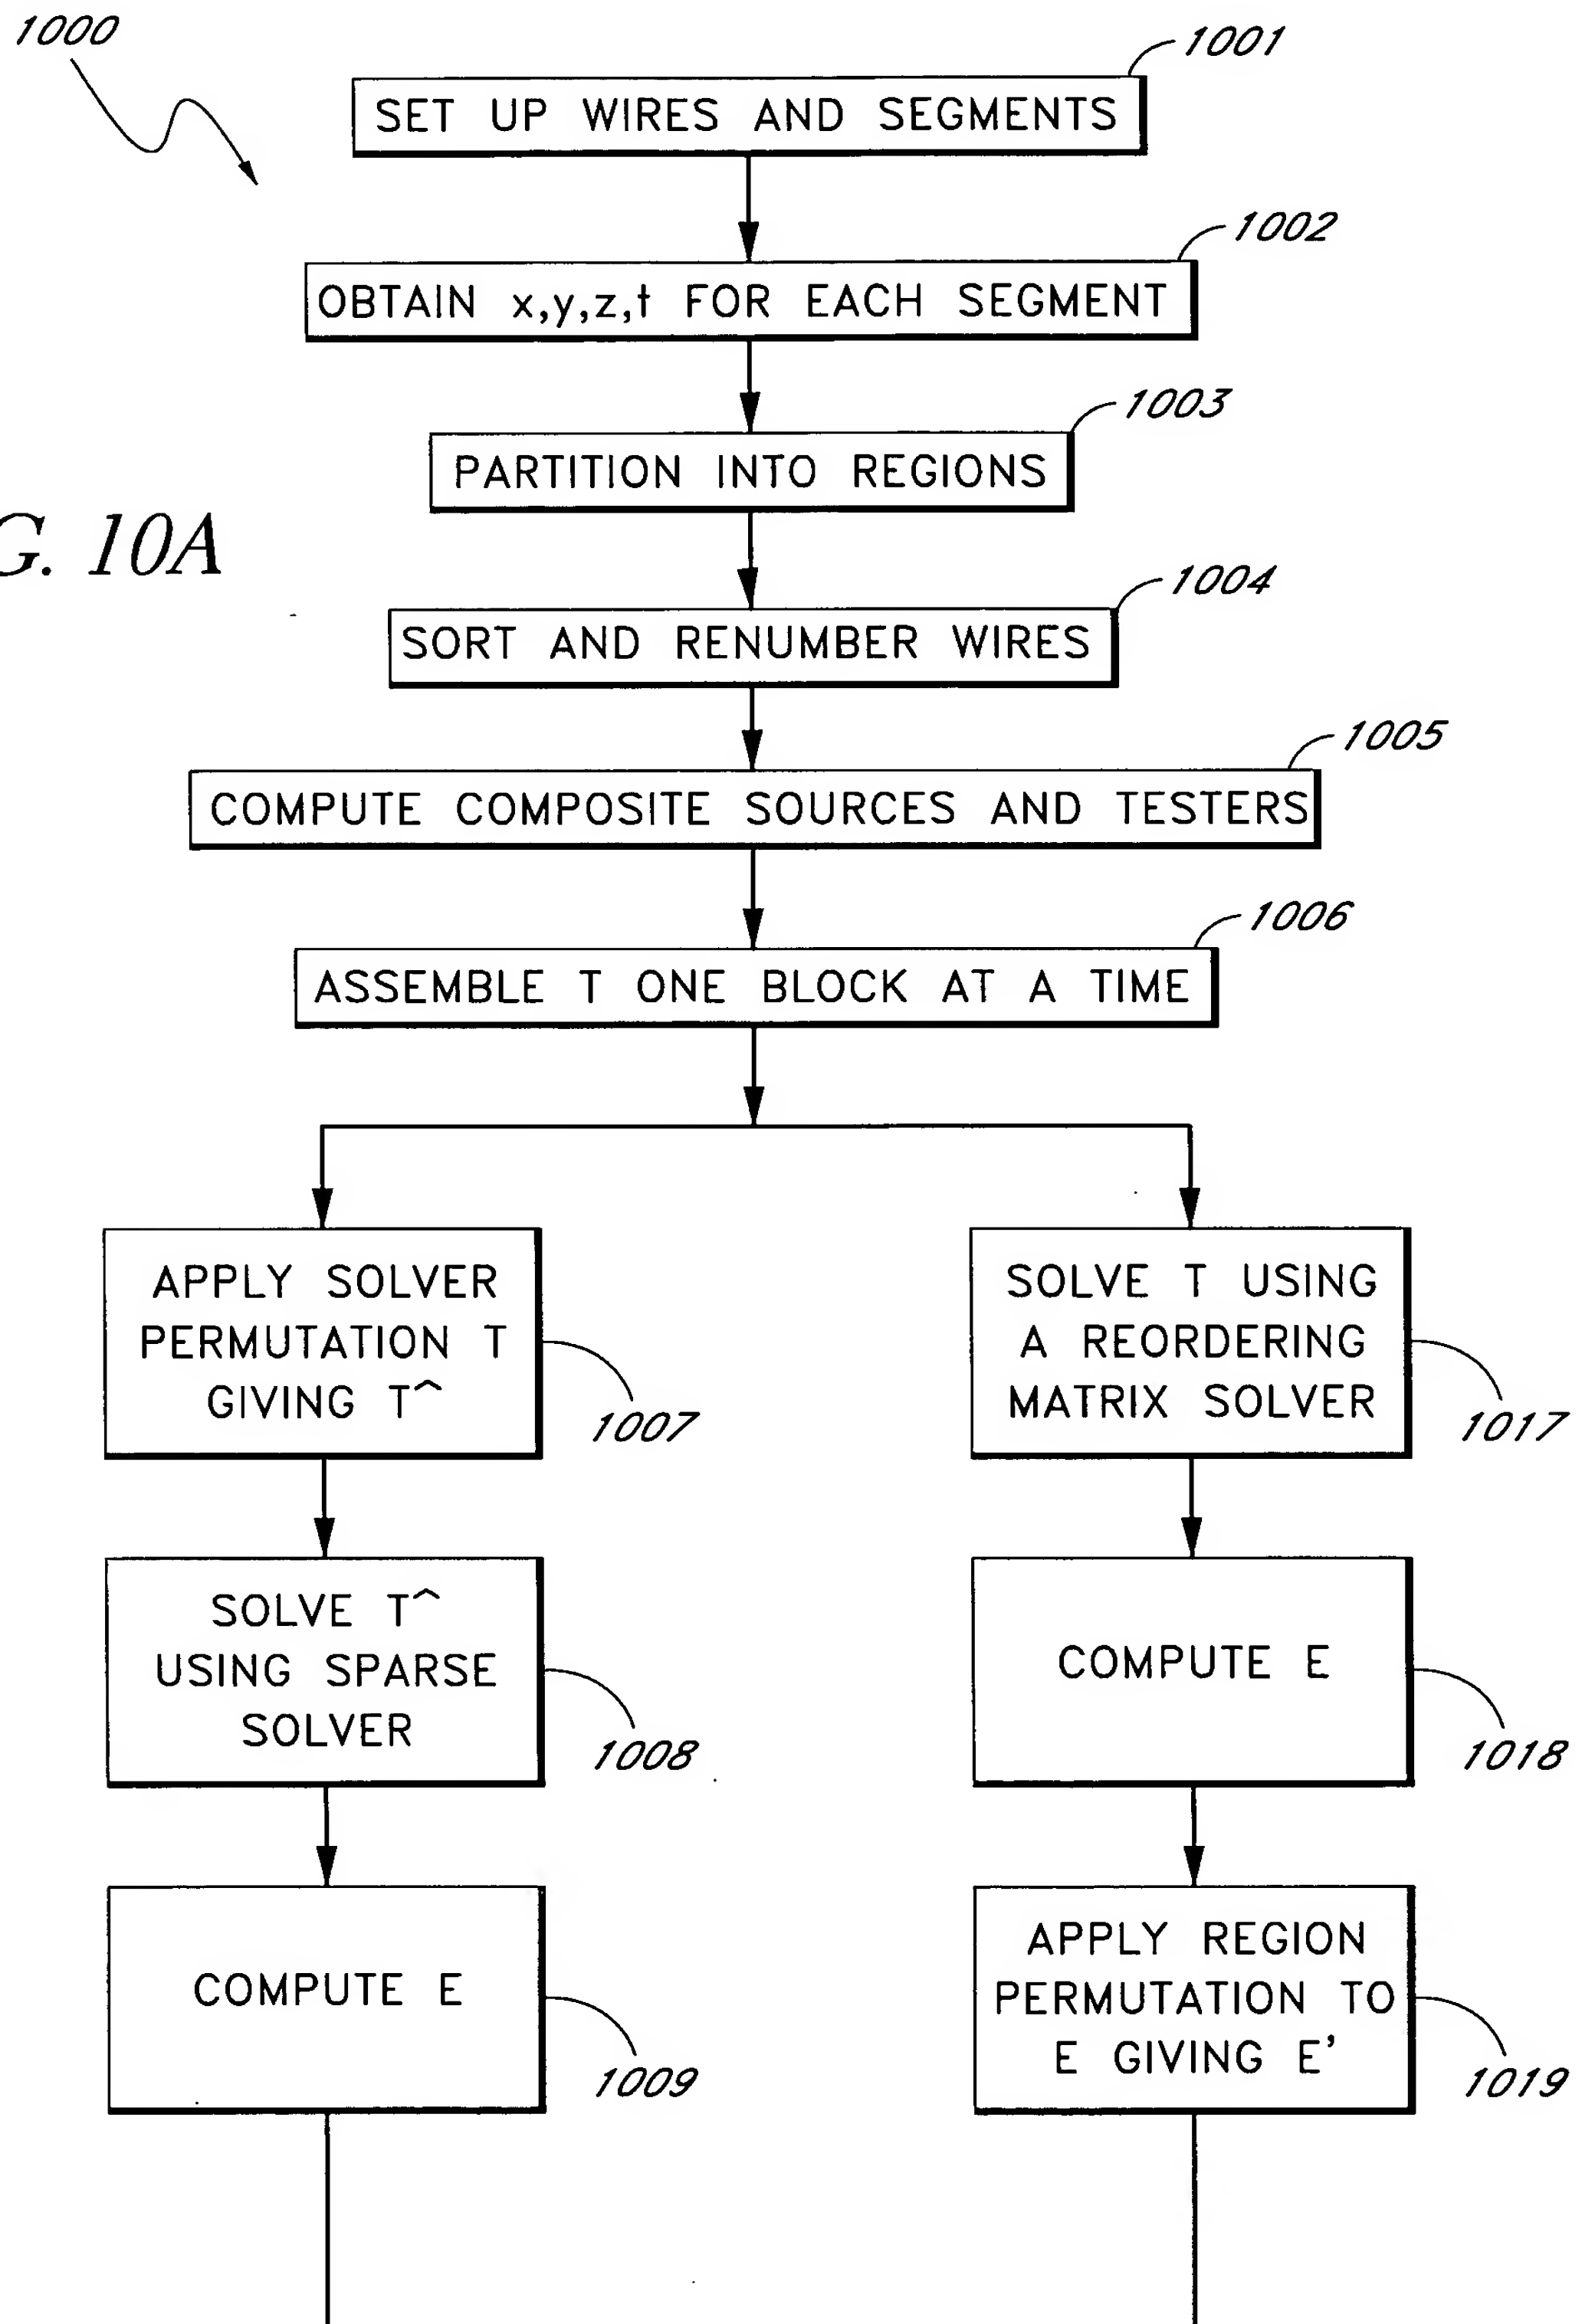 1000
1001
SET UP WIRES AND SEGMENTS
1002
OBTAIN x,y,z,t FOR EACH SEGMENT
1003
PARTITION INTO REGIONS
G. 10A
1004
SORT AND RENUMBER WIRES
1005
COMPUTE COMPOSITE SOURCES AND TESTERS
1006
ASSEMBLE T ONE BLOCK AT A TIME
APPLY SOLVER
PERMUTATION T
GIVING T^
1007
SOLVE T USING
A REORDERING
MATRIX SOLVER
1017
SOLVE T^
USING SPARSE
SOLVER
1008
COMPUTE E
1018
COMPUTE E
1009
APPLY REGION
PERMUTATION TO
E GIVING E'
1019